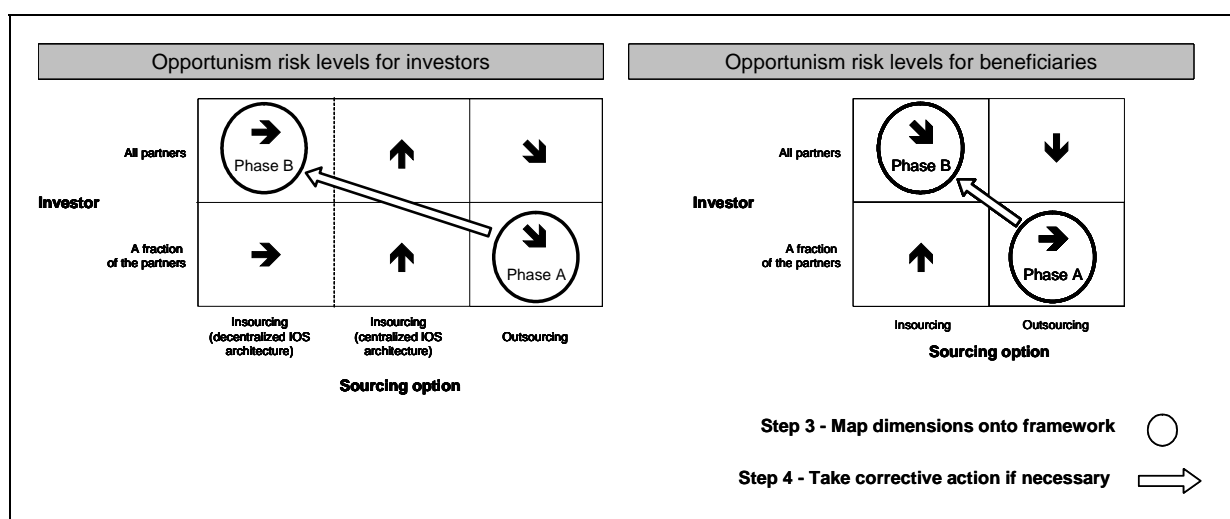 Opportunism risk levels for investors
All partners
Phase B
Investor
A fraction
of the partners
Phase A
Insourcing
(decentralized IOS
architecture)
Insourcing
(centralized IOS
architecture)
Outsourcing
Sourcing option
Opportunism risk levels for beneficiaries
All partners
Phase B
Investor
A fraction
of the partners
Phase A
Insourcing
Outsourcing
Sourcing option
Step 3 - Map dimensions onto framework
Step 4 - Take corrective action if necessary